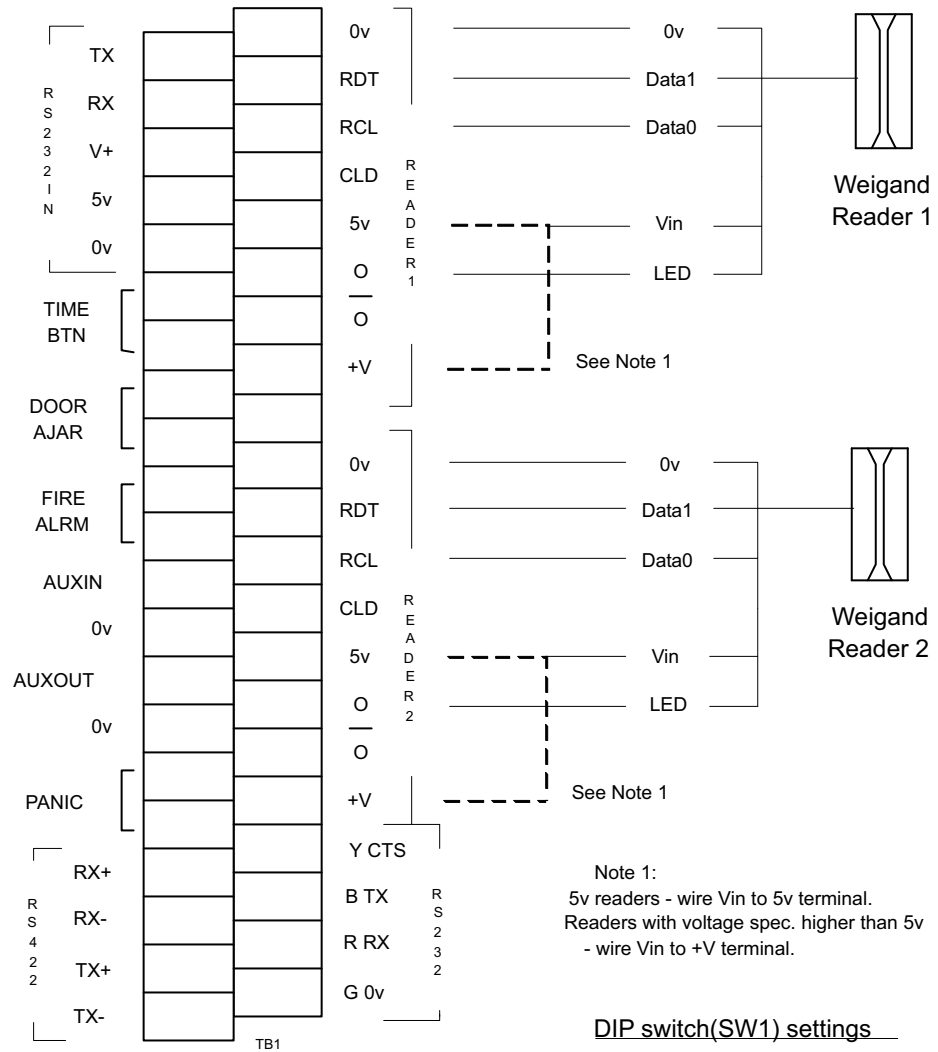 TX
RX
V+
5v
0v
RS232IN
TIME
BTN
DOOR
AJAR
FIRE
ALRM
AUXIN
0v
AUXOUT
0v
PANIC
RX+
RX-
TX+
TX-
RS422
TB1
0v
RDT
RCL
CLD
5v
O
O
+V
READER1
0v
RDT
RCL
CLD
5v
O
O
+V
READER2
Y CTS
B TX
R RX
G 0v
RS232
0v
Data1
Data0
Vin
LED
See Note 1
Weigand
Reader 1
0v
Data1
Data0
Vin
LED
See Note 1
Weigand
Reader 2
Note 1:
5v readers - wire Vin to 5v terminal.
Readers with voltage spec. higher than 5v
- wire Vin to +V terminal.
DIP switch(SW1) settings